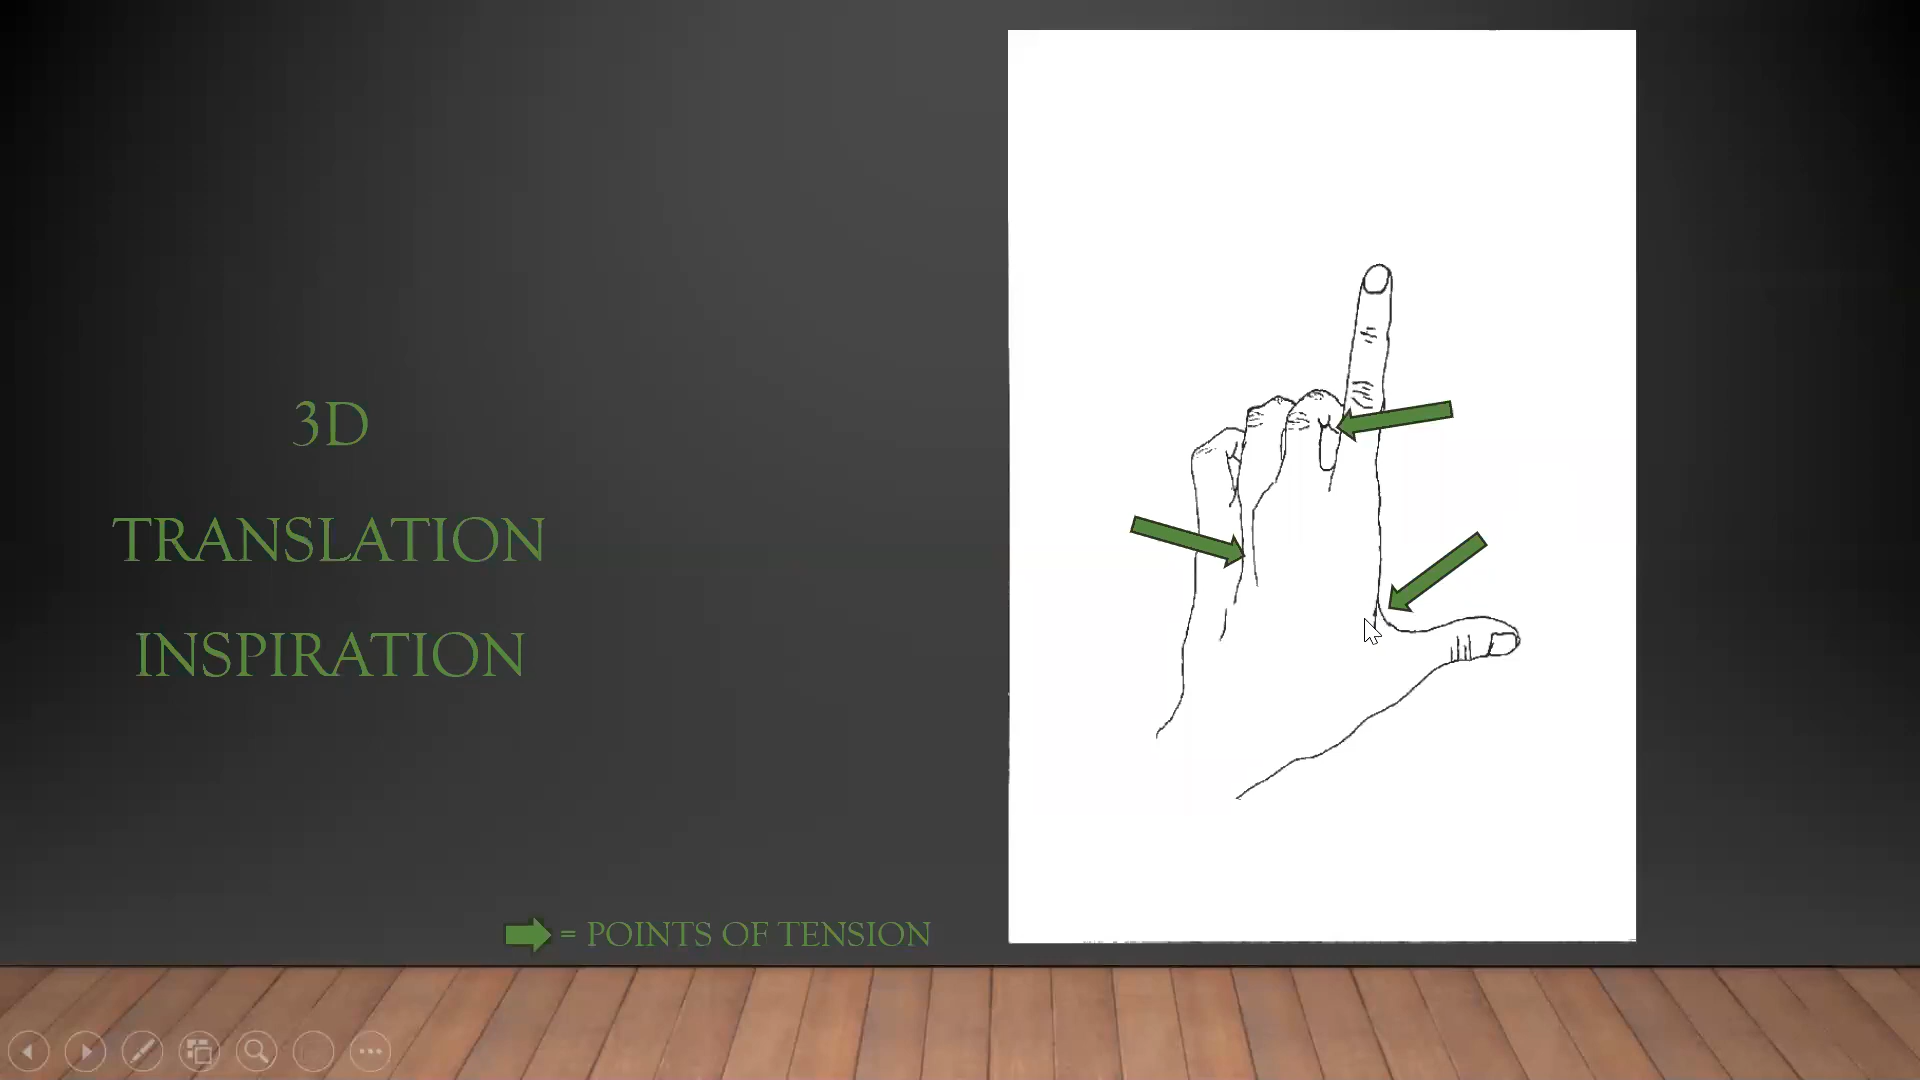 3D
TRANSLATION
INSPIRATION
= POINTS OF TENSION